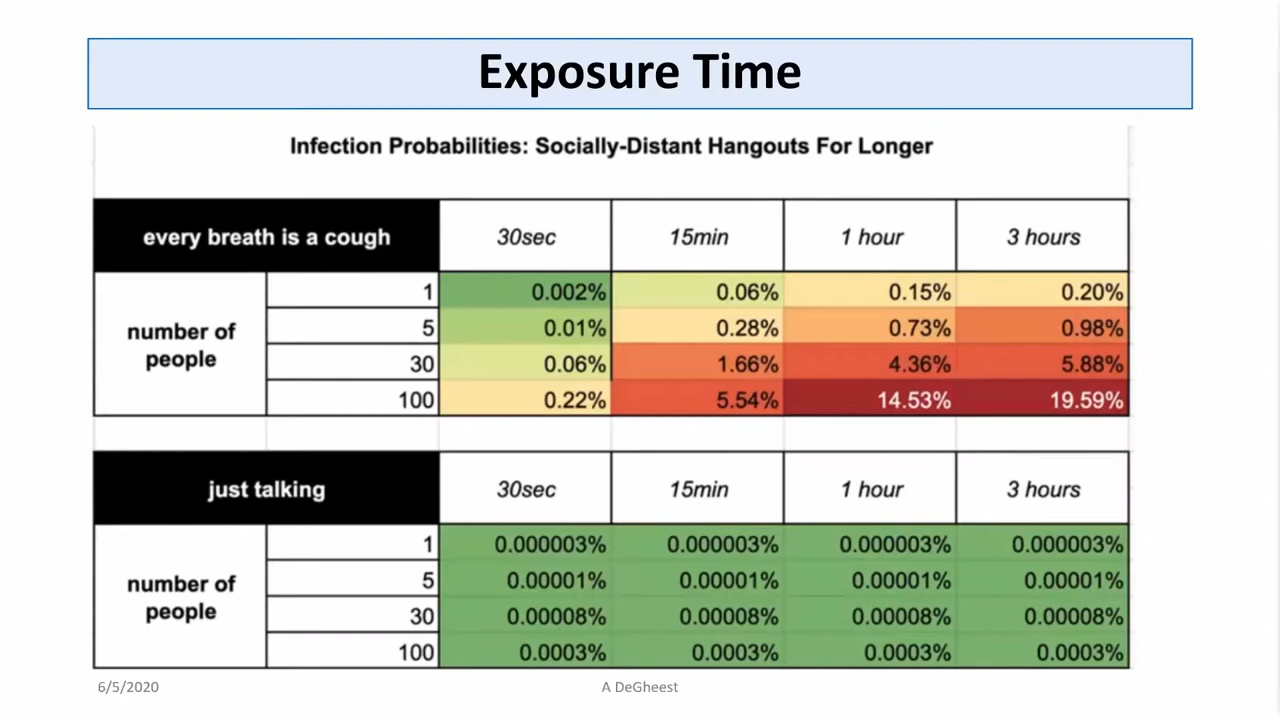 Exposure Time
Infection Probabilities: Socially-Distant Hangouts For Longer
every breath is a cough 30sec 15min 1 hour 3 hours
number of people
1 0.002% 0.06% 0.15% 0.20%
5 0.01% 0.28% 0.73% 0.98%
30 0.06% 1.66% 4.36% 5.88%
100 0.22% 5.54% 14.53% 19.59%
just talking 30sec 15min 1 hour 3 hours
number of people
1 0.000003% 0.000003% 0.000003% 0.000003%
5 0.00001% 0.00001% 0.00001% 0.00001%
30 0.00008% 0.00008% 0.00008% 0.00008%
100 0.0003% 0.0003% 0.0003% 0.0003%
6/5/2020 A DeGheest